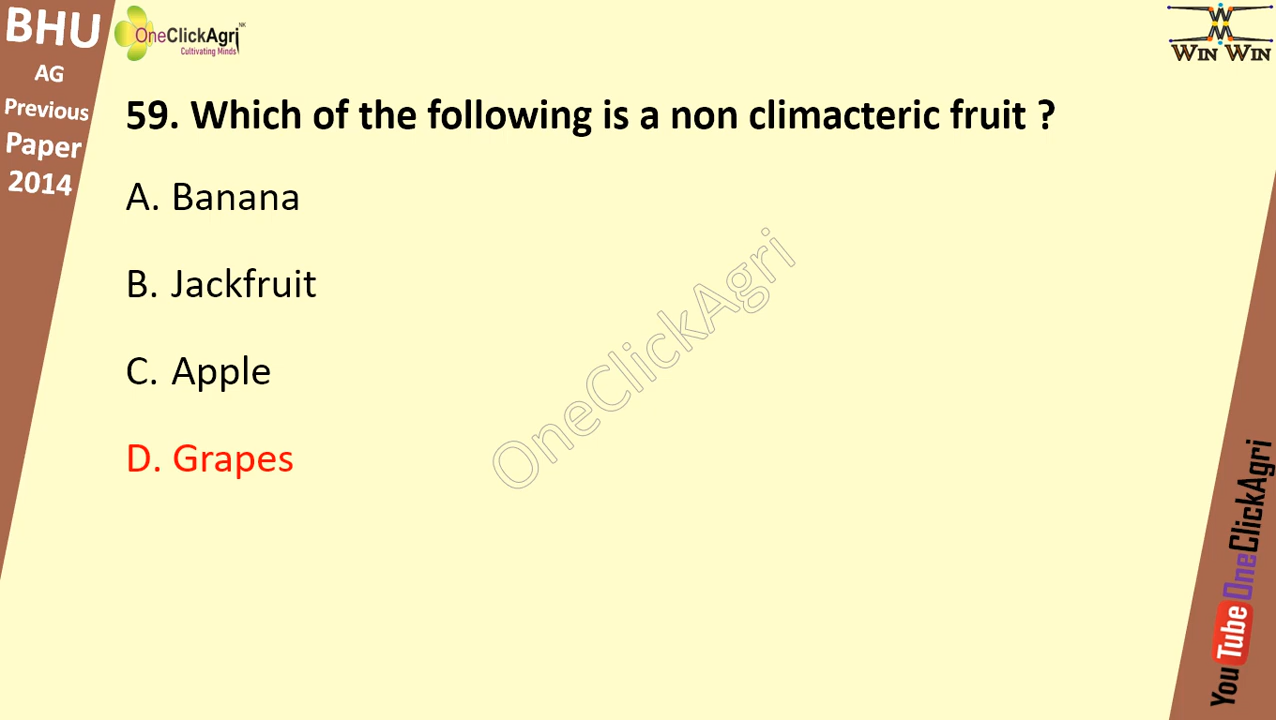 BHU
AG
Previous
Paper
2014
OneClickAgri
NK
Cultivating Minds
WIN WIN
59. Which of the following is a non climacteric fruit ?
A. Banana
B. Jackfruit
C. Apple
D. Grapes
OneClickAgri
YouTube OneClickAgri